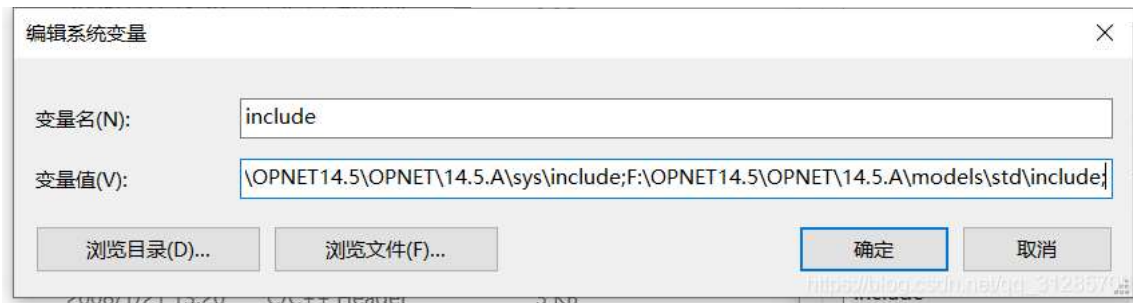 编辑系统变量
变量名(N):
include
变量值(V):
\OPNET14.5\OPNET\14.5.A\sys\include;F:\OPNET14.5\OPNET\14.5.A\models\std\include;
浏览目录(D)...
浏览文件(F)...
确定
取消